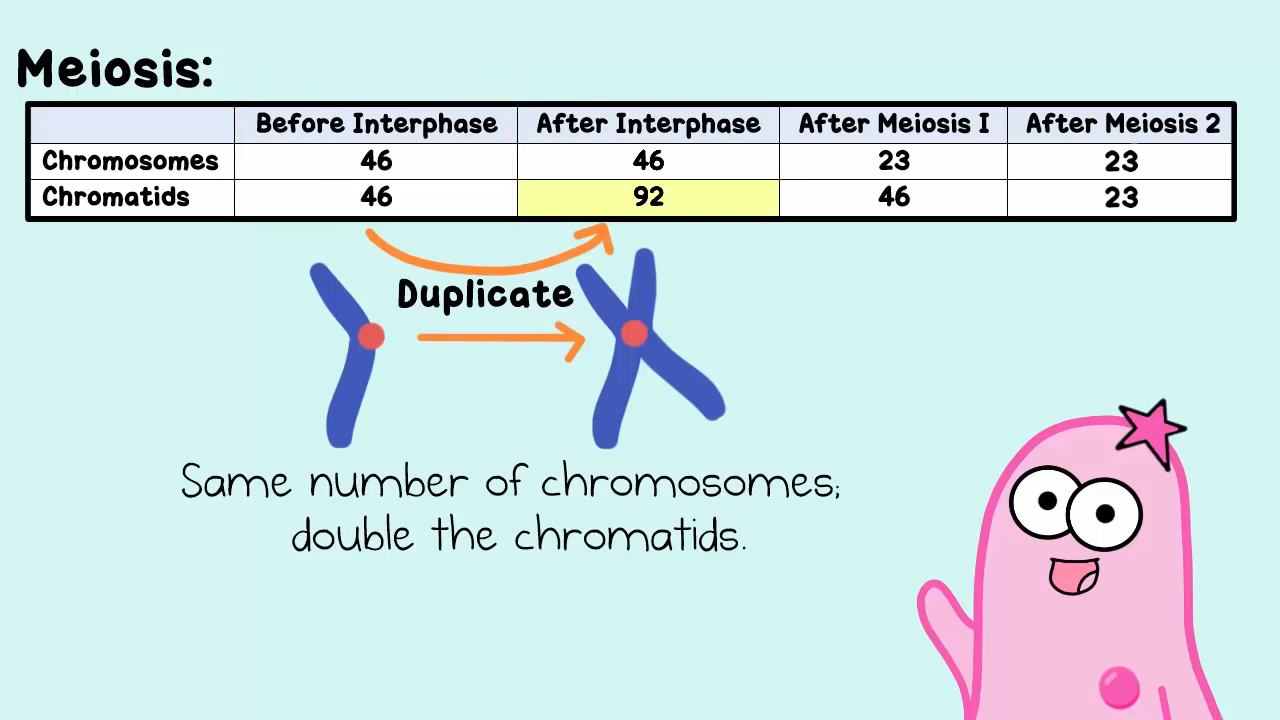 Meiosis:
Before Interphase After Interphase After Meiosis I After Meiosis 2
Chromosomes 46 46 23 23
Chromatids 46 92 46 23
Duplicate
Same number of chromosomes;
double the chromatids.